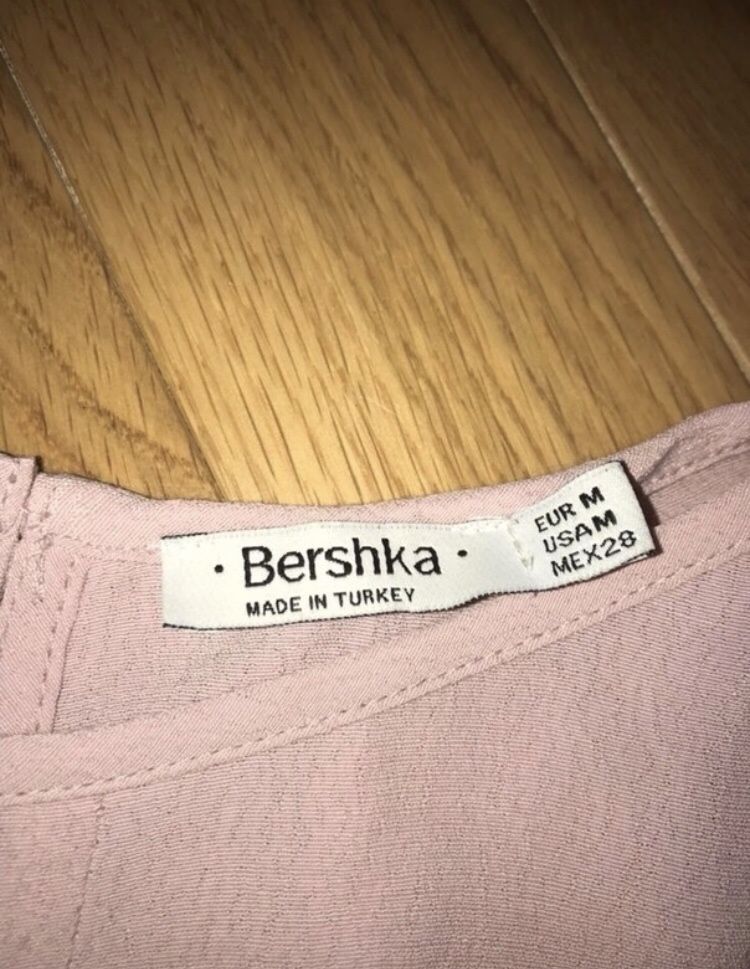 · Bershka ·
MADE IN TURKEY
EUR M
USA M
MEX 28